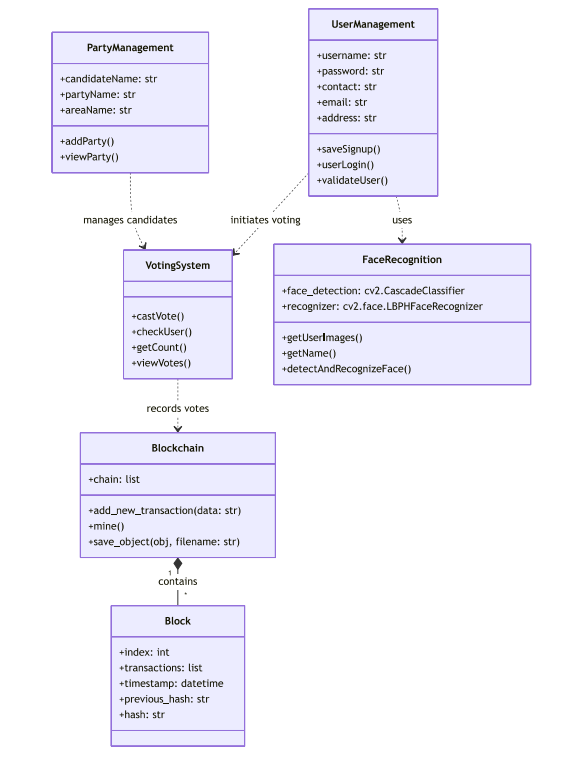 UserManagement
+username: str
+password: str
+contact: str
+email: str
+address: str
+saveSignup()
+userLogin()
+validateUser()
PartyManagement
+candidateName: str
+partyName: str
+areaName: str
+addParty()
+viewParty()
manages candidates
initiates voting
uses
VotingSystem
+castVote()
+checkUser()
+getCount()
+viewVotes()
FaceRecognition
+face_detection: cv2.CascadeClassifier
+recognizer: cv2.face.LBPHFaceRecognizer
+getUserImages()
+getName()
+detectAndRecognizeFace()
records votes
Blockchain
+chain: list
+add_new_transaction(data: str)
+mine()
+save_object(obj, filename: str)
1
contains
*
Block
+index: int
+transactions: list
+timestamp: datetime
+previous_hash: str
+hash: str